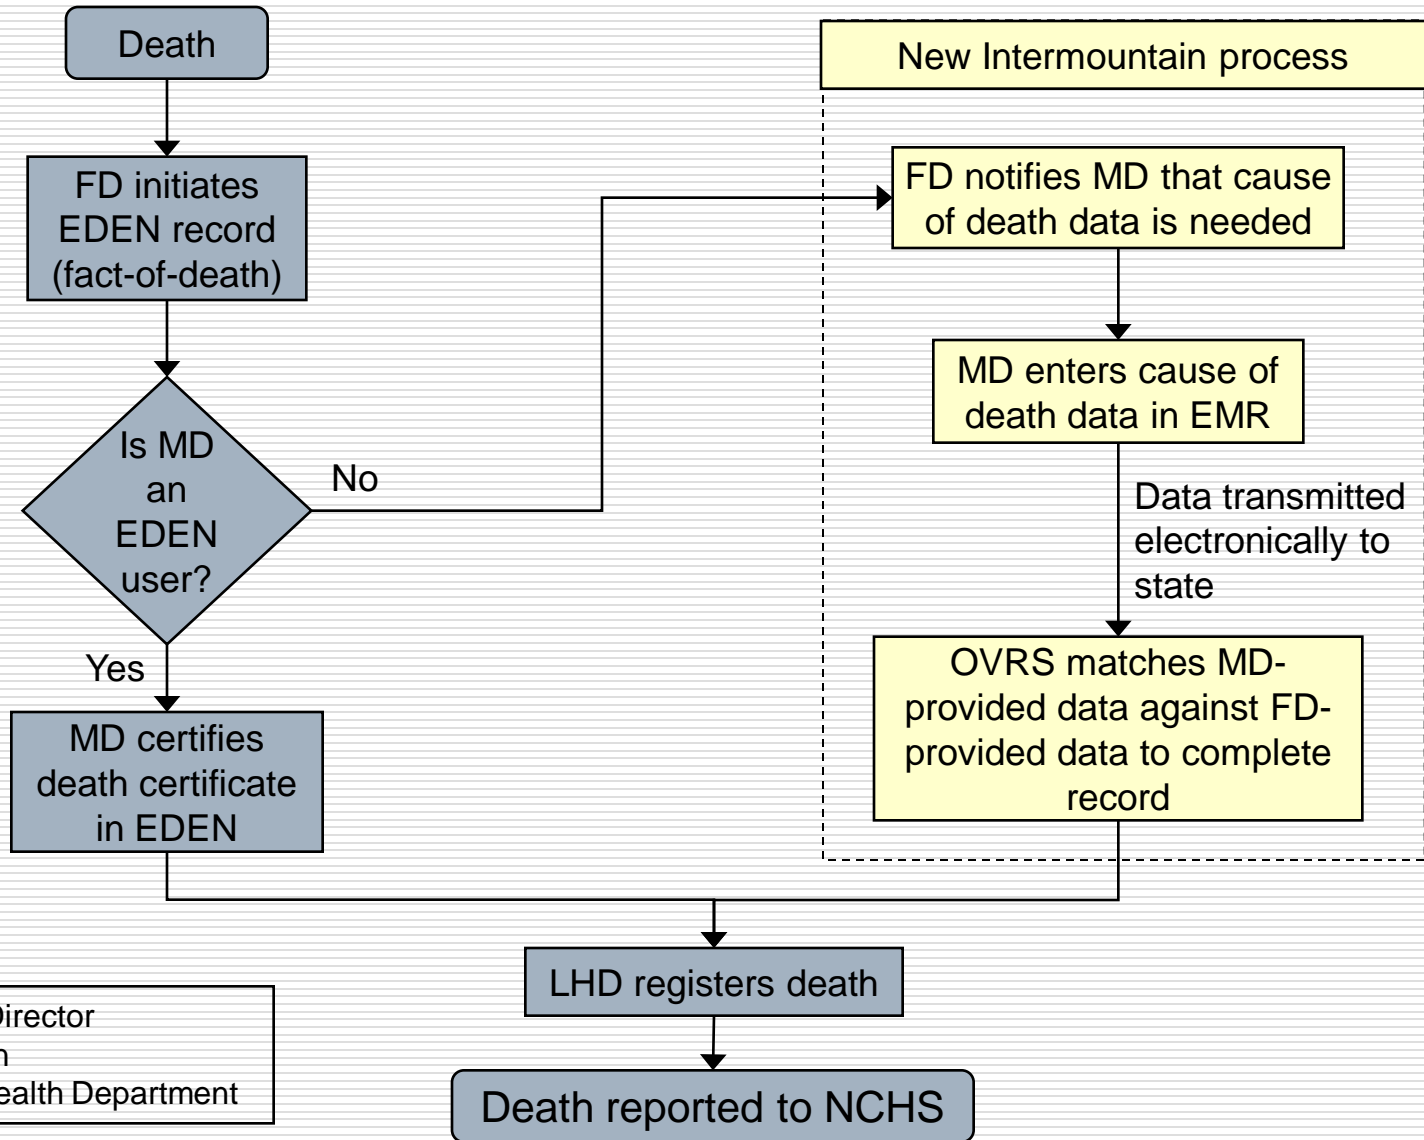 Death
FD initiates
EDEN record
(fact-of-death)
Is MD
an
EDEN
user?
No
Yes
MD certifies
death certificate
in EDEN
New Intermountain process
FD notifies MD that cause
of death data is needed
MD enters cause of
death data in EMR
Data transmitted
electronically to
state
OVRS matches MD-
provided data against FD-
provided data to complete
record
LHD registers death
Death reported to NCHS
Director
n
ealth Department